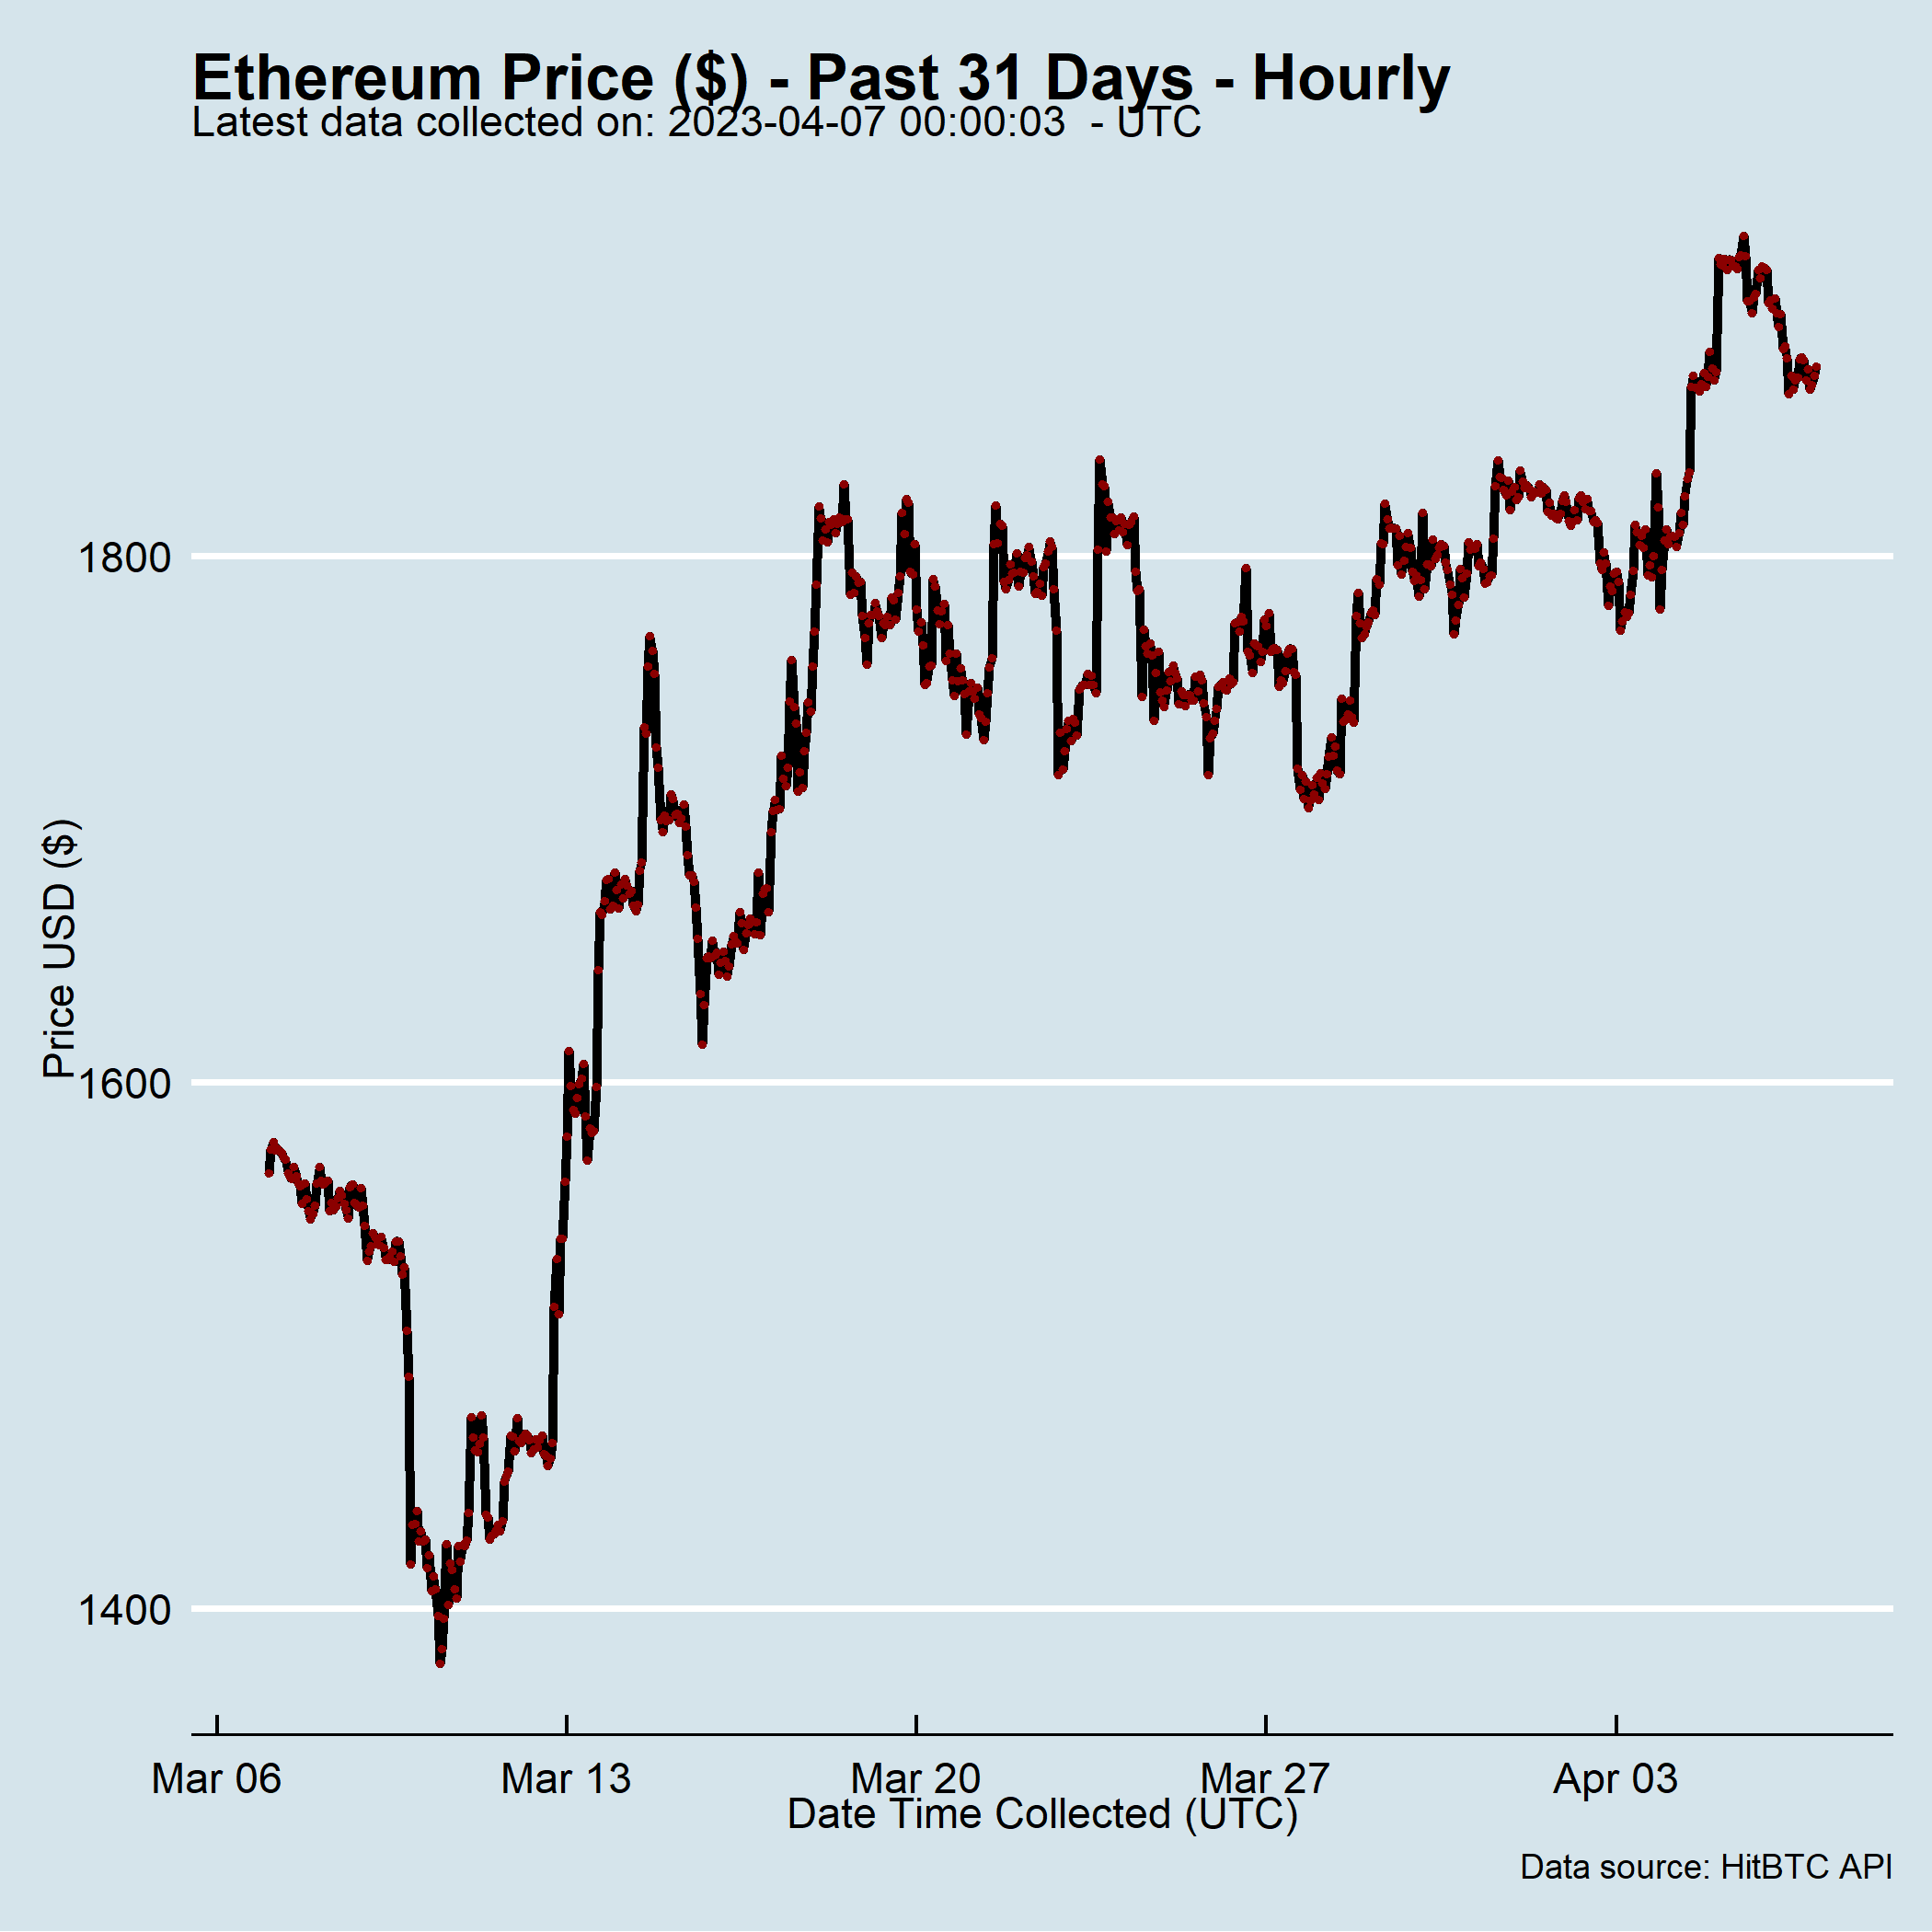 Ethereum Price ($) - Past 31 Days - Hourly
Latest data collected on: 2023-04-07 00:00:03  - UTC
1800
1600
1400
Price USD ($)
Mar 06 Mar 13 Mar 20 Mar 27 Apr 03
Date Time Collected (UTC)
Data source: HitBTC API